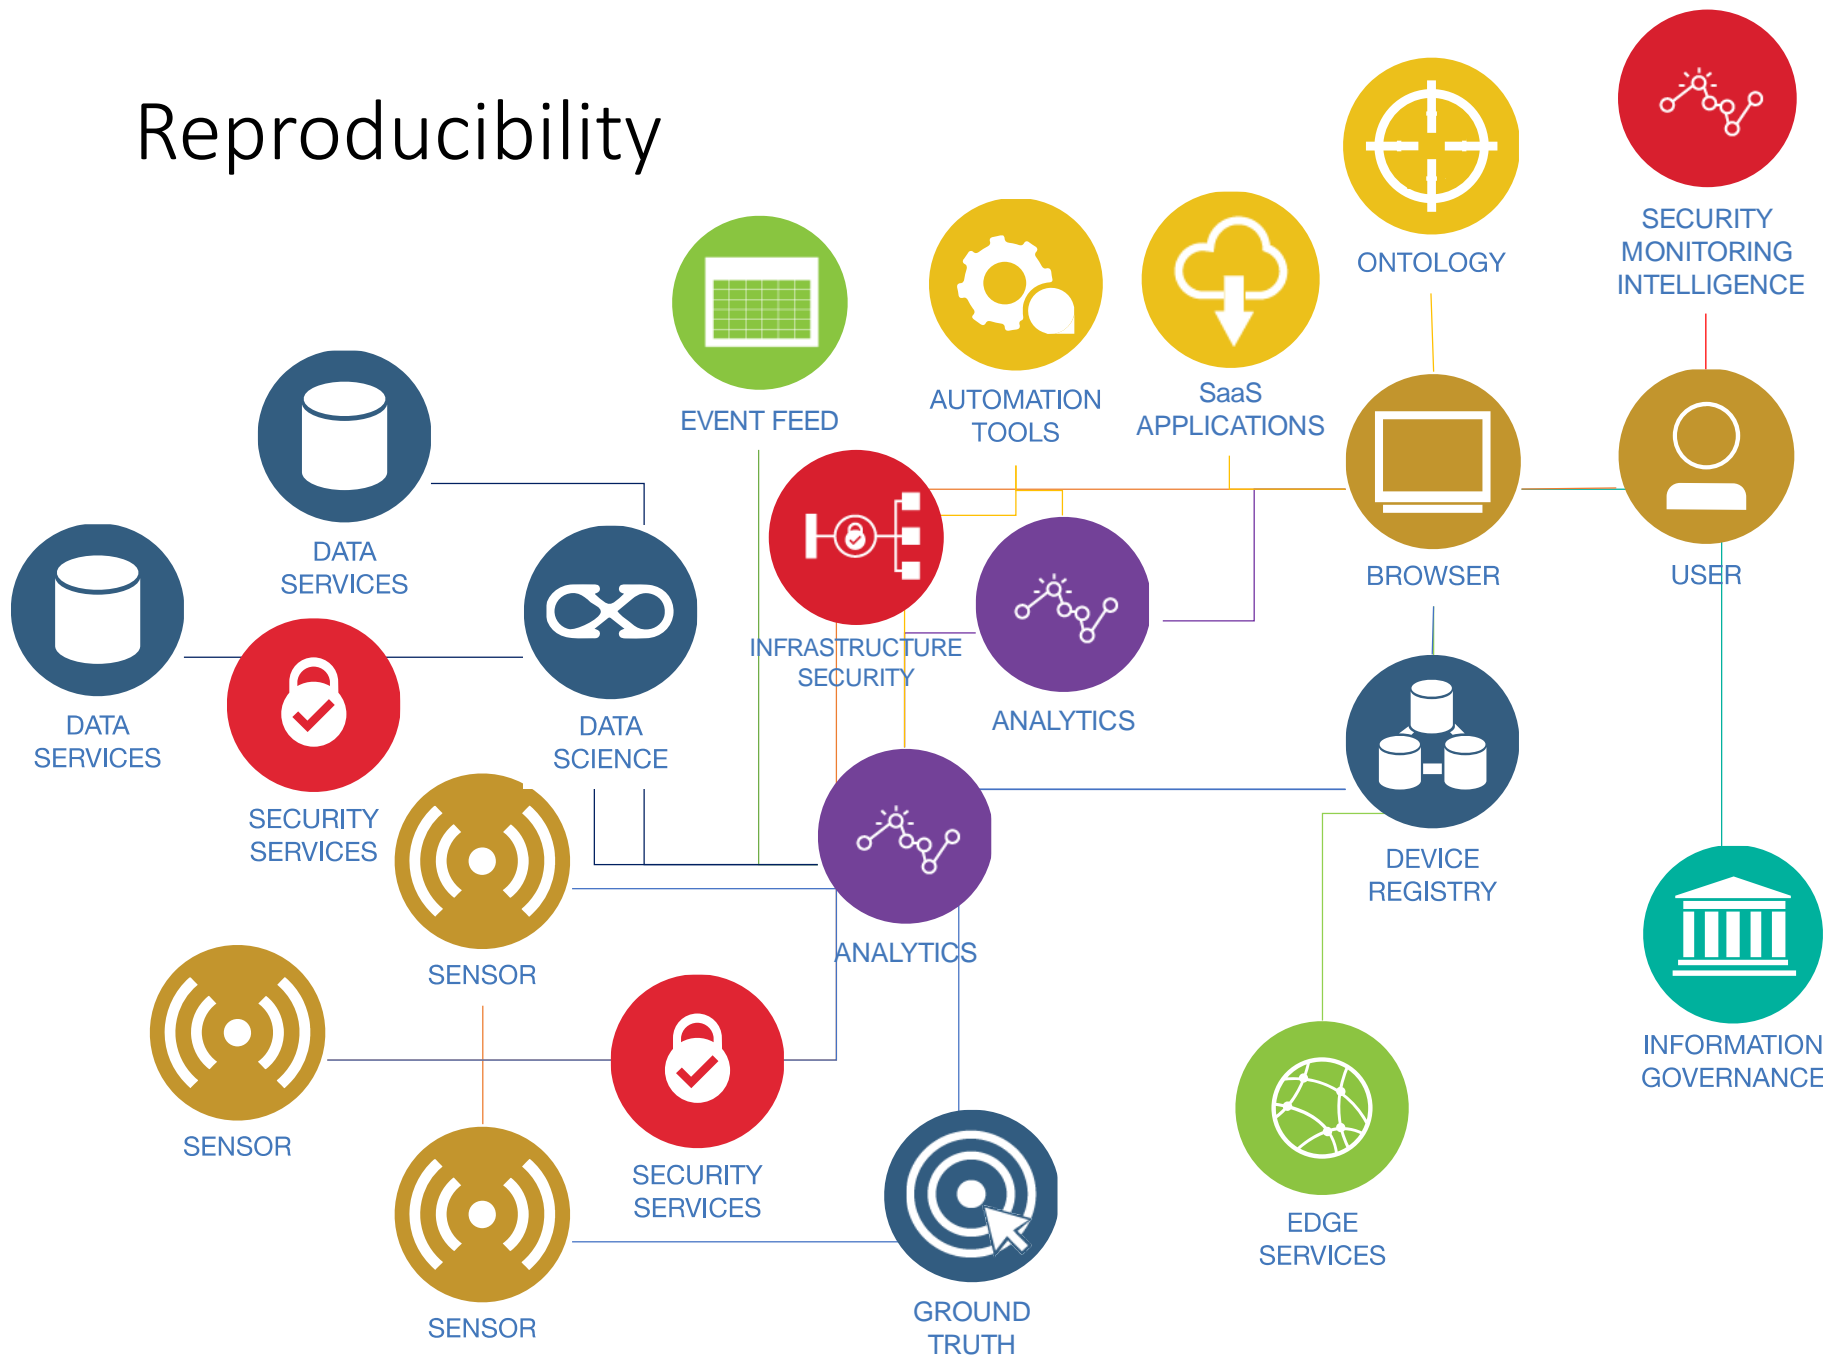 Reproducibility
SECURITY
MONITORING
INTELLIGENCE
ONTOLOGY
SaaS
APPLICATIONS
AUTOMATION
TOOLS
EVENT FEED
DATA
SERVICES
BROWSER
USER
INFRASTRUCTURE
SECURITY
ANALYTICS
DATA
SERVICES
DATA
SCIENCE
SECURITY
SERVICES
DEVICE
REGISTRY
ANALYTICS
SENSOR
INFORMATION
GOVERNANCE
SENSOR
SECURITY
SERVICES
EDGE
SERVICES
SENSOR
GROUND
TRUTH